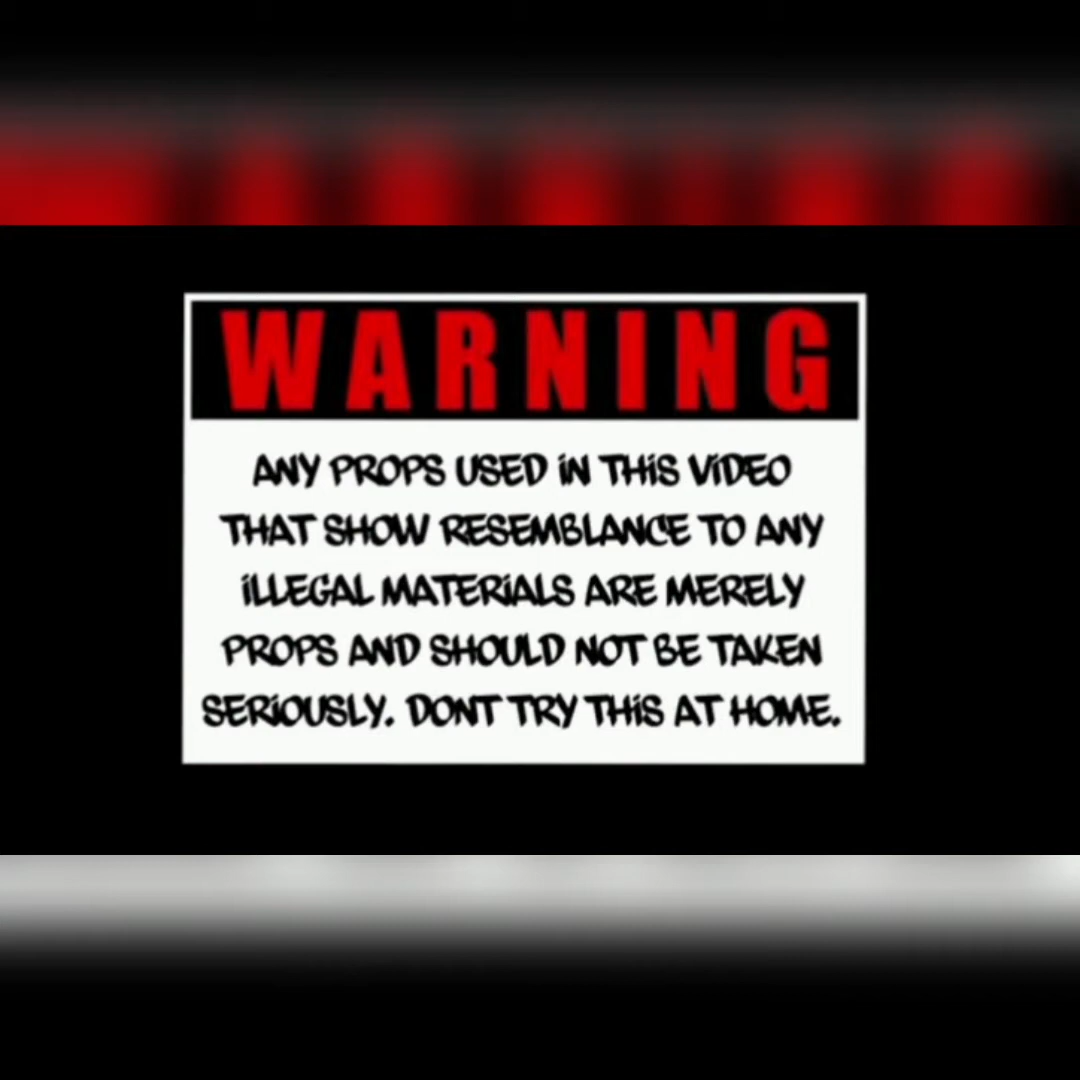 WARNING
ANY PROPS USED IN THIS VIDEO
THAT SHOW RESEMBLANCE TO ANY
ILLEGAL MATERIALS ARE MERELY
PROPS AND SHOULD NOT BE TAKEN
SERIOUSLY. DONT TRY THIS AT HOME.